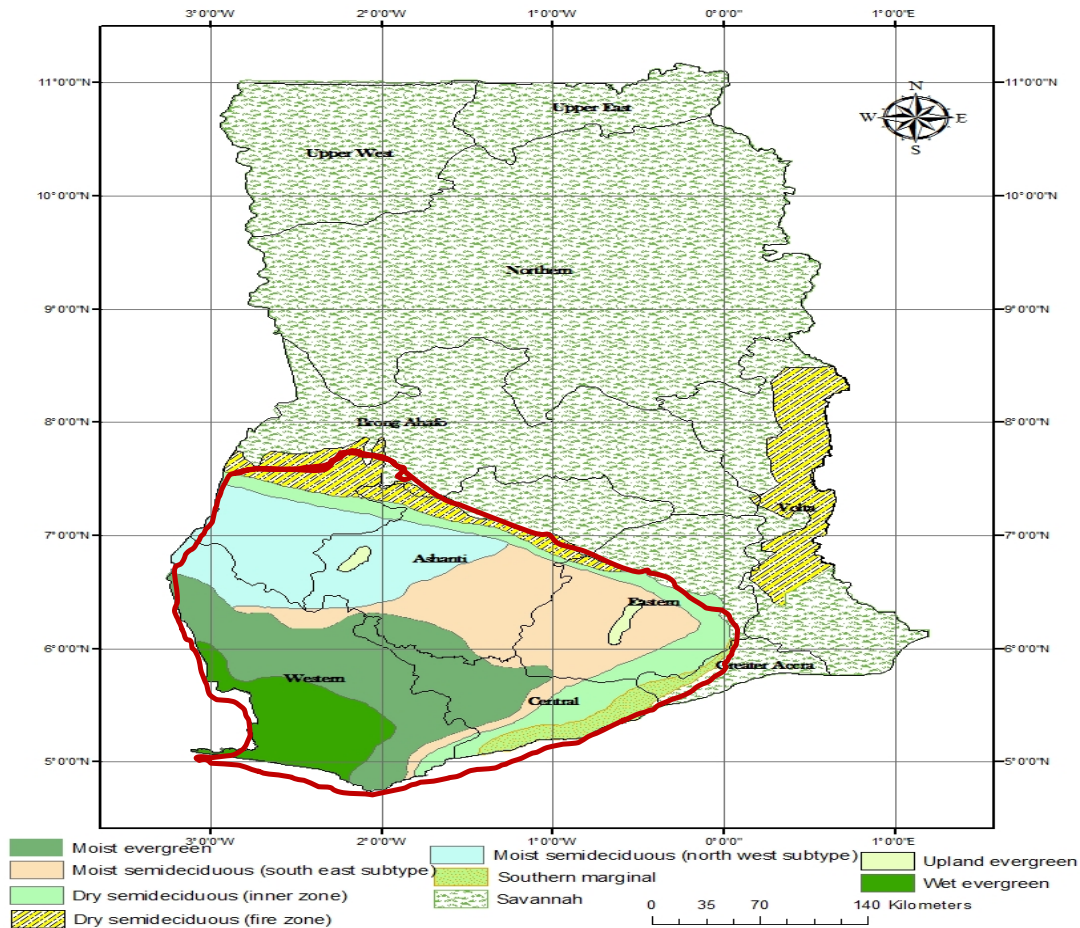 3°0'0"W 2°0'0"W 1°0'0"W 0°0'0" 1°0'0"E
11°0'0"N 11°0'0"N
Upper East
N
W E
S
Upper West
10°0'0"N 10°0'0"N
Northern
9°0'0"N 9°0'0"N
8°0'0"N 8°0'0"N
Brong Ahafo
Volta
7°0'0"N 7°0'0"N
Ashanti
Eastern
6°0'0"N 6°0'0"N
Greater Accra
Western
Central
5°0'0"N 5°0'0"N
3°0'0"W 2°0'0"W 1°0'0"W 0°0'0" 1°0'0"E
Moist evergreen
Moist semideciduous (south east subtype)
Dry semideciduous (inner zone)
Dry semideciduous (fire zone)
Moist semideciduous (north west subtype)
Southern marginal
Savannah
Upland evergreen
Wet evergreen
0 35 70 140 Kilometers